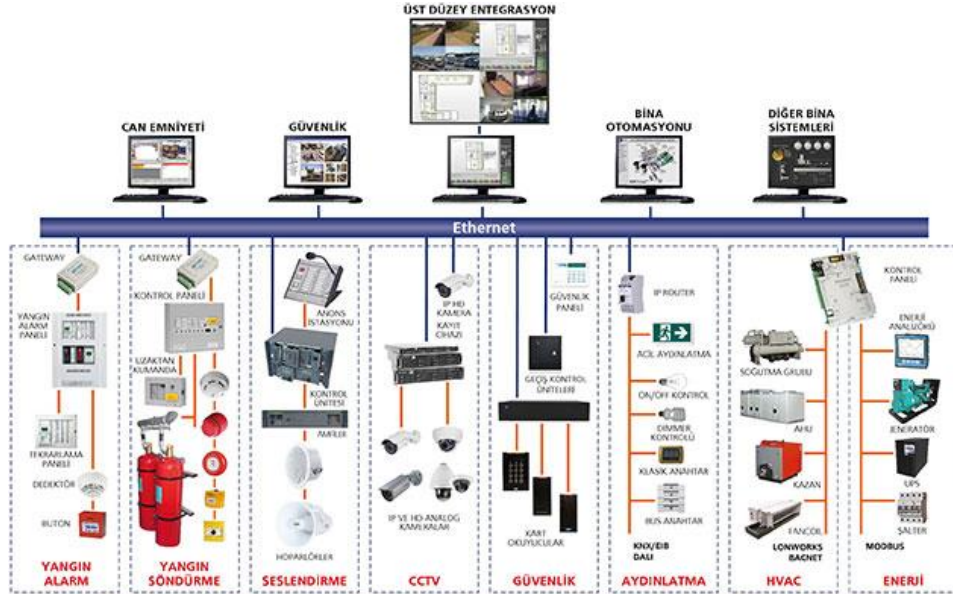 ÜST DÜZEY ENTEGRASYON
CAN EMNİYETİ
GÜVENLİK
BİNA
OTOMASYONU
DİĞER BİNA
SİSTEMLERİ
Ethernet
GATEWAY
YANGIN
ALARM
PANELİ
TEKRARLAMA
PANELİ
DEDEKTÖR
BUTON
YANGIN
ALARM
GATEWAY
KONTROL PANELİ
UZAKTAN
KUMANDA
YANGIN
SÖNDÜRME
ANONS
İSTASYONU
KONTROL
ÜNİTESİ
AMFİLER
HOPARLÖRLER
SESLENDİRME
IP HD
KAMERA
KAYIT
CİHAZI
IP VE HD-ANALOG
KAMERALAR
CCTV
GÜVENLİK
PANELİ
GEÇİŞ KONTROL
ÜNİTELERİ
KART
OKUYUCULAR
GÜVENLİK
IP ROUTER
ACİL AYDINLATMA
ON/OFF KONTROL
DİMMER
KONTROLÜ
KLASİK ANAHTAR
BUS ANAHTAR
KNX/EIB
DALI
AYDINLATMA
SOĞUTMA GRUBU
AHU
KAZAN
FANCOIL
LONWORKS
BACNET
HVAC
KONTROL
PANELİ
ENERJİ
ANALİZÖRÜ
JENERATÖR
UPS
ŞALTER
MODBUS
ENERJİ